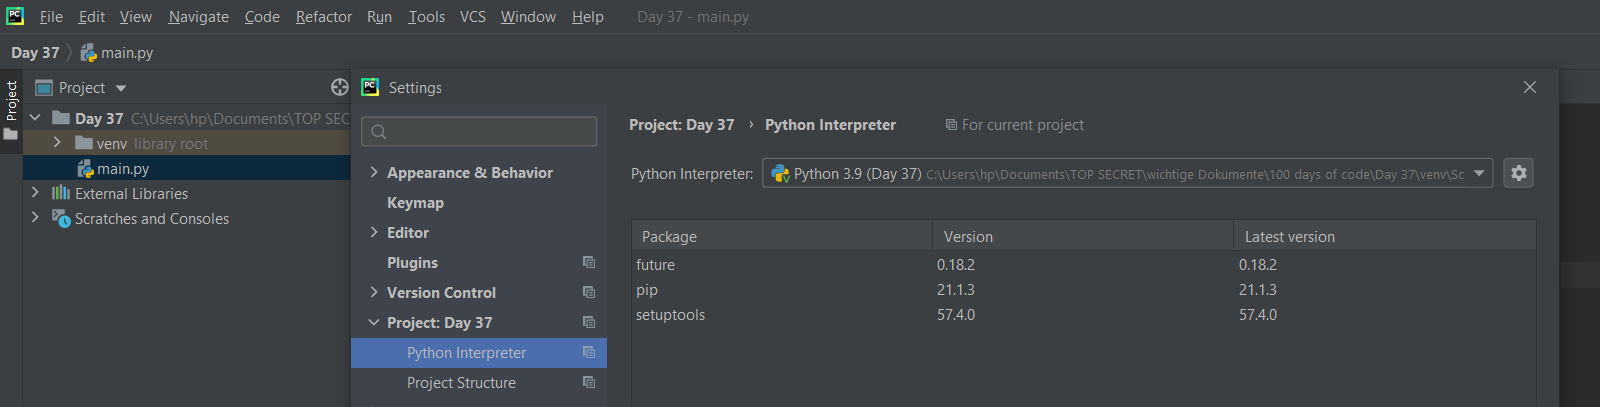 PC File Edit View Navigate Code Refactor Run Tools VCS Window Help Day 37 - main.py
Day 37 main.py
Project
Project
Day 37 C:\Users\hp\Documents\TOP SEC
venv library root
main.py
External Libraries
Scratches and Consoles
PC Settings
Appearance & Behavior
Keymap
Editor
Plugins
Version Control
Project: Day 37
Python Interpreter
Project Structure
Project: Day 37 › Python Interpreter For current project
Python Interpreter: Python 3.9 (Day 37) C:\Users\hp\Documents\TOP SECRET\wichtige Dokumente\100 days of code\Day 37\venv\Sc
Package Version Latest version
future 0.18.2 0.18.2
pip 21.1.3 21.1.3
setuptools 57.4.0 57.4.0